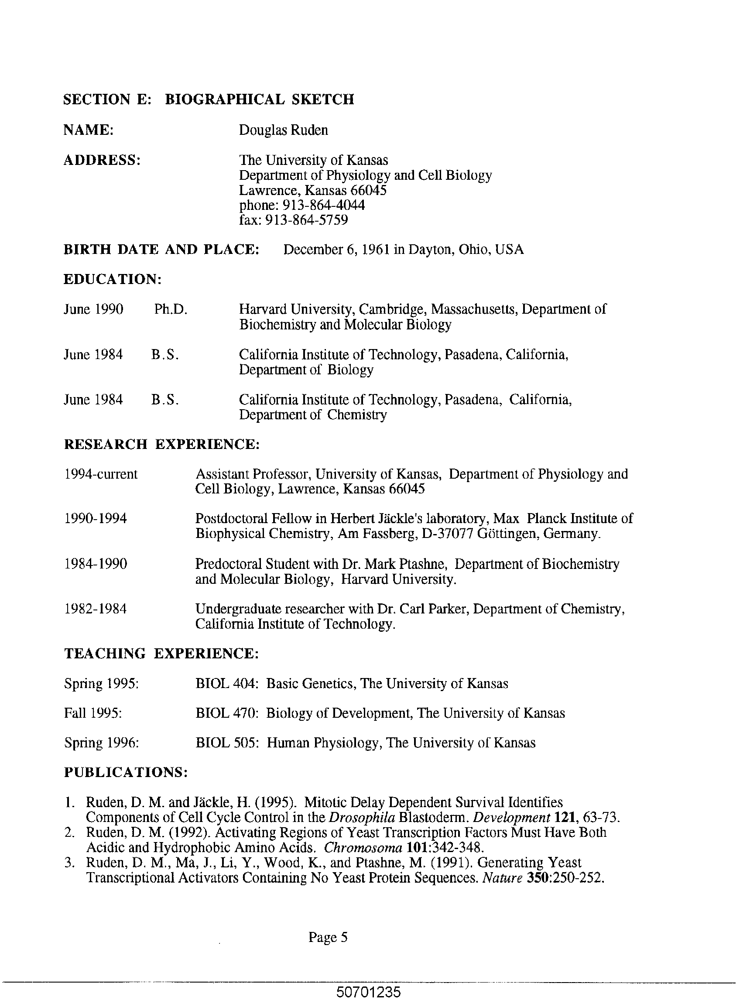 SECTION E: BIOGRAPHICAL SKETCH
NAME: Douglas Ruden
ADDRESS: The University of Kansas
Department of Physiology and Cell Biology
Lawrence, Kansas 66045
phone: 913-864-4044
fax: 913-864-5759
BIRTH DATE AND PLACE: December 6, 1961 in Dayton, Ohio, USA
EDUCATION:
June 1990 Ph.D. Harvard University, Cambridge, Massachusetts, Department of
Biochemistry and Molecular Biology
June 1984 B.S. California Institute of Technology, Pasadena, California,
Department of Biology
June 1984 B.S. California Institute of Technology, Pasadena, California,
Department of Chemistry
RESEARCH EXPERIENCE:
1994-current Assistant Professor, University of Kansas, Department of Physiology and
Cell Biology, Lawrence, Kansas 66045
1990-1994 Postdoctoral Fellow in Herbert Jäckle's laboratory, Max Planck Institute of
Biophysical Chemistry, Am Fassberg, D-37077 Göttingen, Germany.
1984-1990 Predoctoral Student with Dr. Mark Ptashne, Department of Biochemistry
and Molecular Biology, Harvard University.
1982-1984 Undergraduate researcher with Dr. Carl Parker, Department of Chemistry,
California Institute of Technology.
TEACHING EXPERIENCE:
Spring 1995: BIOL 404: Basic Genetics, The University of Kansas
Fall 1995: BIOL 470: Biology of Development, The University of Kansas
Spring 1996: BIOL 505: Human Physiology, The University of Kansas
PUBLICATIONS:
1. Ruden, D. M. and Jäckle, H. (1995). Mitotic Delay Dependent Survival Identifies
Components of Cell Cycle Control in the Drosophila Blastoderm. Development 121, 63-73.
2. Ruden, D. M. (1992). Activating Regions of Yeast Transcription Factors Must Have Both
Acidic and Hydrophobic Amino Acids. Chromosoma 101:342-348.
3. Ruden, D. M., Ma, J., Li, Y., Wood, K., and Ptashne, M. (1991). Generating Yeast
Transcriptional Activators Containing No Yeast Protein Sequences. Nature 350:250-252.
Page 5
50701235